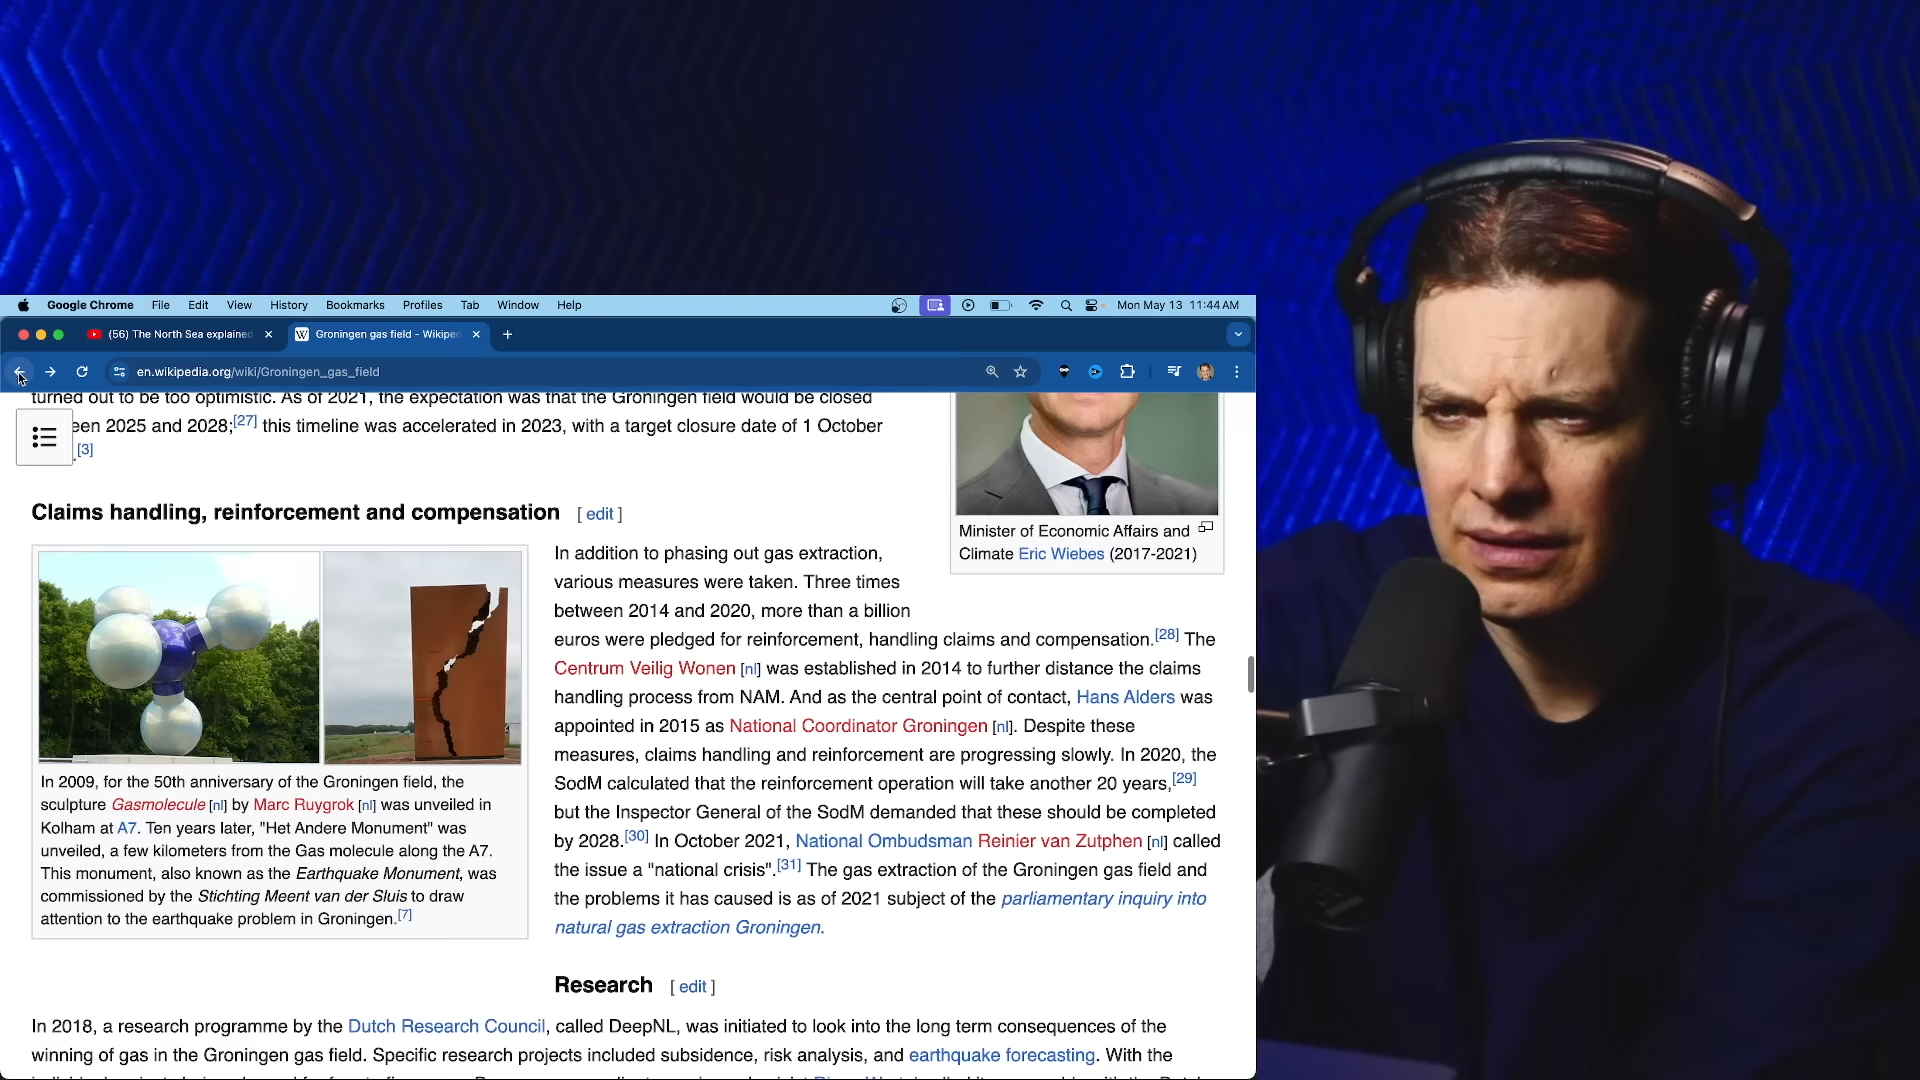 Google Chrome File Edit View History Bookmarks Profiles Tab Window Help Mon May 13 11:44 AM
(56) The North Sea explained Groningen gas field - Wikiped
en.wikipedia.org/wiki/Groningen_gas_field
turned out to be too optimistic. As of 2021, the expectation was that the Groningen field would be closed
een 2025 and 2028;[27] this timeline was accelerated in 2023, with a target closure date of 1 October
.[3]
Minister of Economic Affairs and
Climate Eric Wiebes (2017-2021)
Claims handling, reinforcement and compensation [ edit ]
In 2009, for the 50th anniversary of the Groningen field, the
sculpture Gasmolecule [nl] by Marc Ruygrok [nl] was unveiled in
Kolham at A7. Ten years later, "Het Andere Monument" was
unveiled, a few kilometers from the Gas molecule along the A7.
This monument, also known as the Earthquake Monument, was
commissioned by the Stichting Meent van der Sluis to draw
attention to the earthquake problem in Groningen.[7]
In addition to phasing out gas extraction,
various measures were taken. Three times
between 2014 and 2020, more than a billion
euros were pledged for reinforcement, handling claims and compensation.[28] The
Centrum Veilig Wonen [nl] was established in 2014 to further distance the claims
handling process from NAM. And as the central point of contact, Hans Alders was
appointed in 2015 as National Coordinator Groningen [nl]. Despite these
measures, claims handling and reinforcement are progressing slowly. In 2020, the
SodM calculated that the reinforcement operation will take another 20 years,[29]
but the Inspector General of the SodM demanded that these should be completed
by 2028.[30] In October 2021, National Ombudsman Reinier van Zutphen [nl] called
the issue a "national crisis".[31] The gas extraction of the Groningen gas field and
the problems it has caused is as of 2021 subject of the parliamentary inquiry into
natural gas extraction Groningen.
Research [ edit ]
In 2018, a research programme by the Dutch Research Council, called DeepNL, was initiated to look into the long term consequences of the
winning of gas in the Groningen gas field. Specific research projects included subsidence, risk analysis, and earthquake forecasting. With the